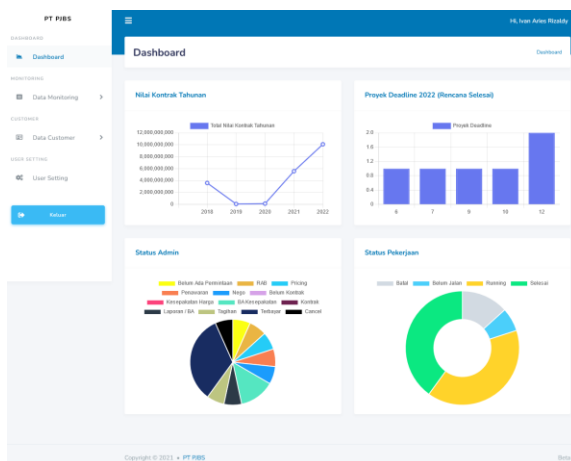 PT PJBS
Hi, Ivan Aries Rizaldy
DASHBOARD
Dashboard
MONITORING
Data Monitoring
CUSTOMER
Data Customer
USER SETTING
User Setting
Keluar
Dashboard
Dashboard
Nilai Kontrak Tahunan
Total Nilai Kontrak Tahunan
12,000,000,000
10,000,000,000
8,000,000,000
6,000,000,000
4,000,000,000
2,000,000,000
0
2018 2019 2020 2021 2022
Proyek Deadline 2022 (Rencana Selesai)
Proyek Deadline
2.0
1.6
1.2
0.8
0.4
0
6 7 9 10 12
Status Admin
Belum Ada Permintaan RAB Pricing
Penawaran Nego Belum Kontrak
Kesepakatan Harga BA Kesepakatan Kontrak
Laporan / BA Tagihan Terbayar Cancel
Status Pekerjaan
Batal Belum Jalan Running Selesai
Copyright © 2021 • PT PJBS
Beta